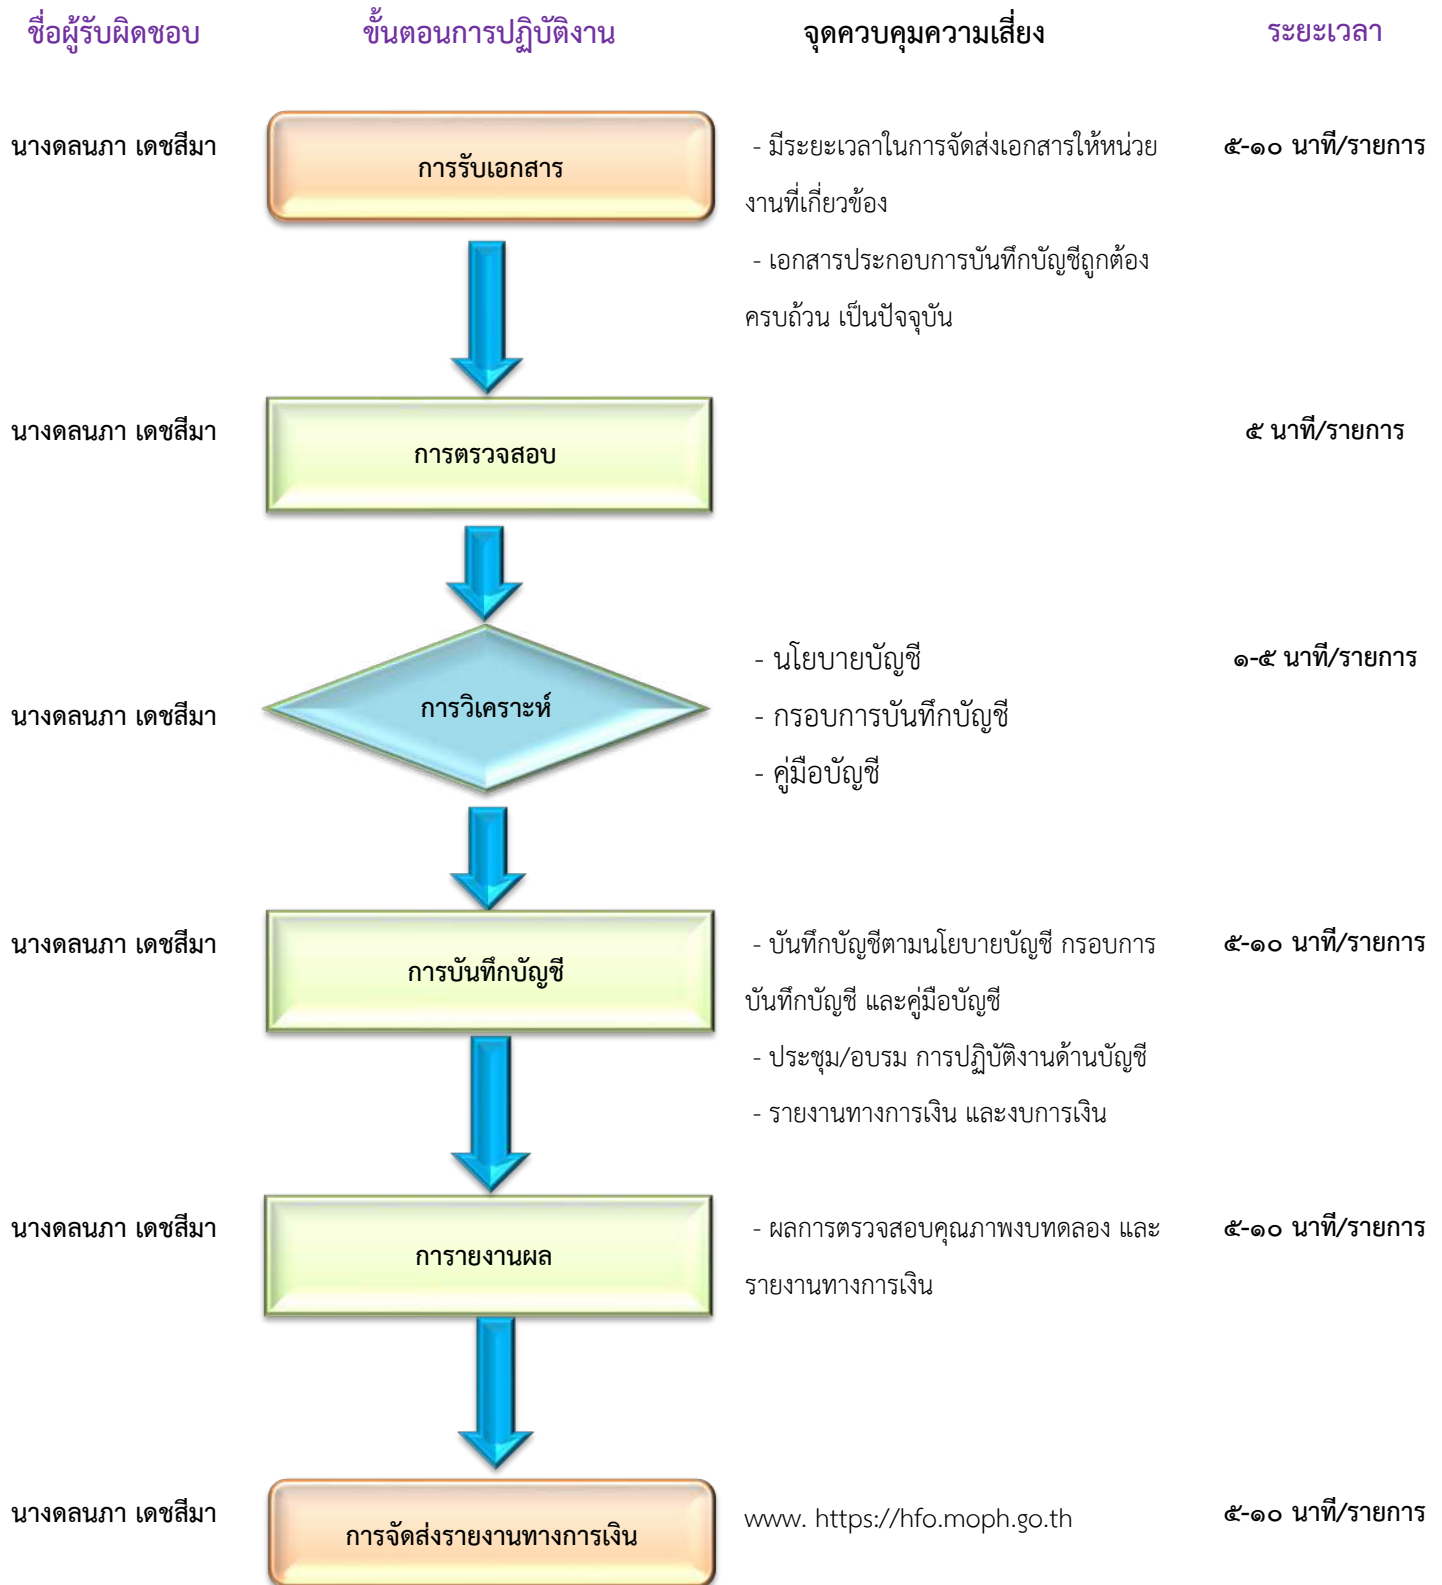 ชื่อผู้รับผิดชอบ ขั้นตอนการปฏิบัติงาน จุดควบคุมความเสี่ยง ระยะเวลา
นางดลนภา เดชสีมา การรับเอกสาร - มีระยะเวลาในการจัดส่งเอกสารให้หน่วย ๕-๑๐ นาที/รายการ
งานที่เกี่ยวข้อง
- เอกสารประกอบการบันทึกบัญชีถูกต้อง
ครบถ้วน เป็นปัจจุบัน
นางดลนภา เดชสีมา การตรวจสอบ ๕ นาที/รายการ
- นโยบายบัญชี ๑-๕ นาที/รายการ
นางดลนภา เดชสีมา การวิเคราะห์ - กรอบการบันทึกบัญชี
- คู่มือบัญชี
นางดลนภา เดชสีมา การบันทึกบัญชี - บันทึกบัญชีตามนโยบายบัญชี กรอบการ ๕-๑๐ นาที/รายการ
บันทึกบัญชี และคู่มือบัญชี
- ประชุม/อบรม การปฏิบัติงานด้านบัญชี
- รายงานทางการเงิน และงบการเงิน
นางดลนภา เดชสีมา การายงานผล - ผลการตรวจสอบคุณภาพงบทดลอง และ ๕-๑๐ นาที/รายการ
รายงานทางการเงิน
นางดลนภา เดชสีมา การจัดส่งรายงานทางการเงิน www. https://hfo.moph.go.th ๕-๑๐ นาที/รายการ